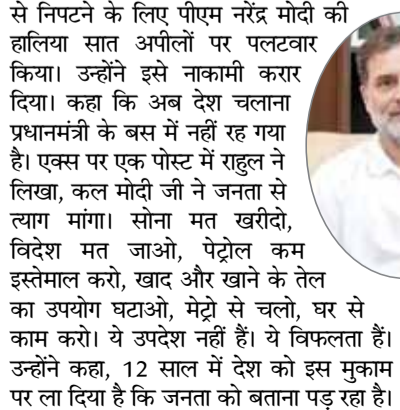 से निपटने के लिए पीएम नरेंद्र मोदी की
हालिया सात अपीलों पर पलटवार
किया। उन्होंने इसे नाकामी करार
दिया। कहा कि अब देश चलाना
प्रधानमंत्री के बस में नहीं रह गया
है। एक्स पर एक पोस्ट में राहुल ने
लिखा, कल मोदी जी ने जनता से
त्याग मांगा। सोना मत खरीदो,
विदेश मत जाओ, पेट्रोल कम
इस्तेमाल करो, खाद और खाने के तेल
का उपयोग घटाओ, मेट्रो से चलो, घर से
काम करो। ये उपदेश नहीं हैं। ये विफलता हैं।
उन्होंने कहा, 12 साल में देश को इस मुकाम
पर ला दिया है कि जनता को बताना पड़ रहा है।